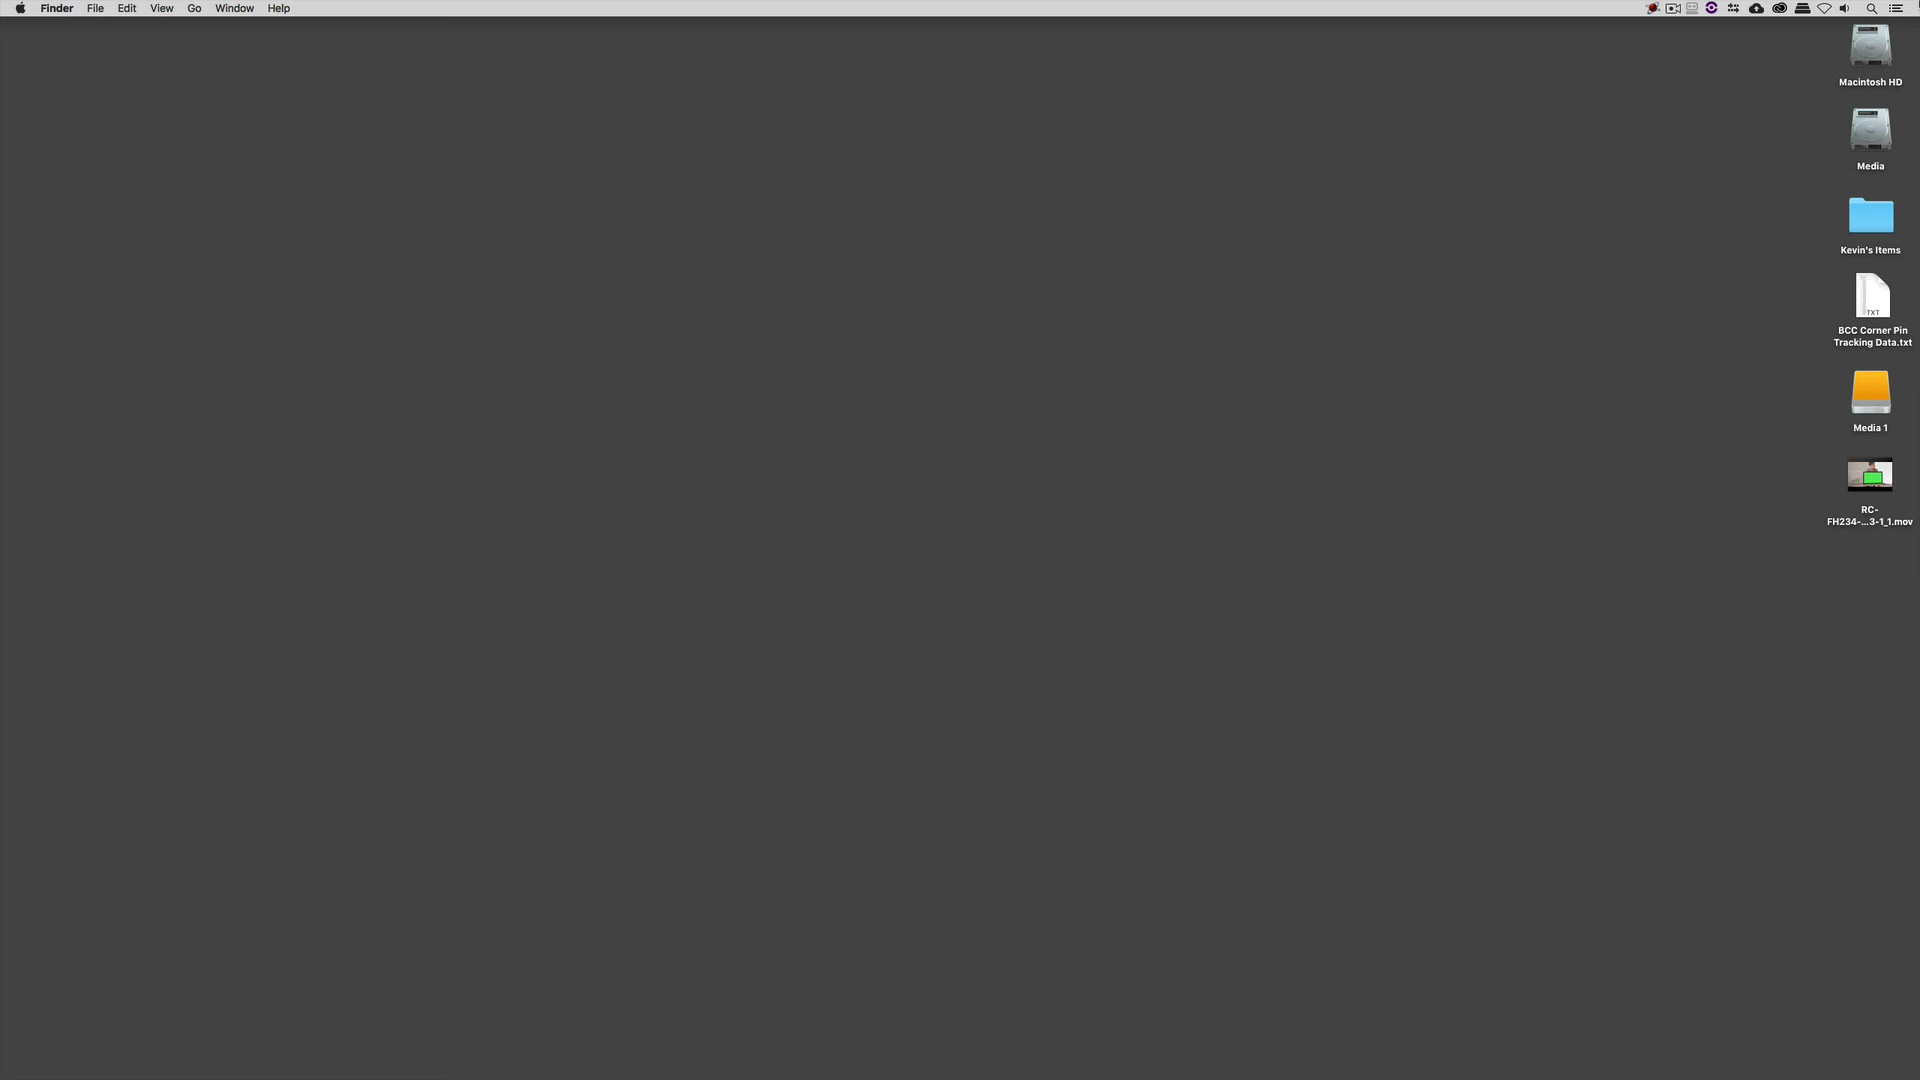 Finder File Edit View Go Window Help
Macintosh HD
Media
Kevin's Items
TXT
BCC Corner Pin
Tracking Data.txt
Media 1
RC-
FH234-...3-1_1.mov